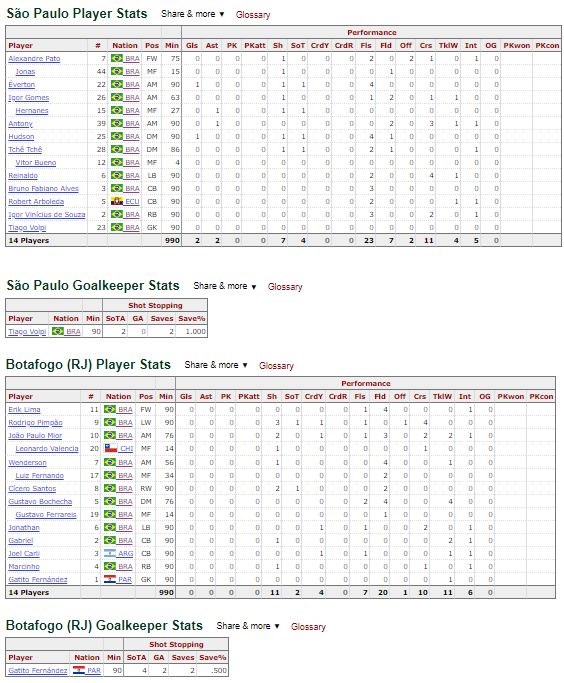 São Paulo Player Stats Share & more ▼ Glossary
Performance
Player # Nation Pos Min Gls Ast PK PKatt Sh SoT CrdY CrdR Fls Fld Off Crs TklW Int OG PKwon PKcon
Alexandre Pato 7 BRA FW 75 0 0 0 0 1 0 0 0 2 0 2 1 0 1 0
Jonas 44 BRA MF 15 0 0 0 0 0 0 0 0 0 1 0 0 0 0 0
Éverton 22 BRA AM 90 1 0 0 0 1 1 0 0 4 0 0 0 0 0 0
Igor Gomes 26 BRA AM 63 0 0 0 0 1 1 0 0 1 2 0 1 1 0 0
Hernanes 15 BRA MF 27 0 1 0 0 1 1 0 0 0 0 0 0 0 0 0
Antony 39 BRA AM 90 0 1 0 0 0 0 0 0 0 2 0 3 1 1 0
Hudson 25 BRA DM 90 1 0 0 0 1 1 0 0 4 1 0 0 0 0 0
Tchê Tchê 28 BRA DM 86 0 0 0 0 1 1 0 0 2 1 0 0 0 1 0
Vitor Bueno 12 BRA MF 4 0 0 0 0 0 0 0 0 0 0 0 0 0 0 0
Reinaldo 6 BRA LB 90 0 0 0 0 0 0 0 0 2 0 0 4 1 0 0
Bruno Fabiano Alves 3 BRA CB 90 0 0 0 0 0 0 0 0 3 0 0 0 0 0 0
Robert Arboleda 5 ECU CB 90 0 0 0 0 0 0 0 0 2 0 0 0 1 1 0
Igor Vinícius de Souza 2 BRA RB 90 0 0 0 0 0 0 0 0 3 0 0 2 0 1 0
Tiago Volpi 23 BRA GK 90 0 0 0 0 0 0 0 0 0 0 0 0 0 0 0
14 Players 990 2 2 0 0 7 4 0 0 23 7 2 11 4 5 0
São Paulo Goalkeeper Stats Share & more ▼ Glossary
Shot Stopping
Player Nation Min SoTA GA Saves Save%
Tiago Volpi BRA 90 2 0 2 1.000
Botafogo (RJ) Player Stats Share & more ▼ Glossary
Performance
Player # Nation Pos Min Gls Ast PK PKatt Sh SoT CrdY CrdR Fls Fld Off Crs TklW Int OG PKwon PKcon
Erik Lima 11 BRA FW 90 0 0 0 0 0 0 0 0 1 4 0 0 0 1 0
Rodrigo Pimpão 9 BRA LW 90 0 0 0 0 3 1 1 0 1 0 1 4 0 0 0
João Paulo Mior 10 BRA AM 76 0 0 0 0 2 0 1 0 1 3 0 2 2 1 0
Leonardo Valencia 20 CHI MF 14 0 0 0 0 1 0 0 0 0 0 0 1 0 0 0
Wenderson 7 BRA AM 56 0 0 0 0 1 0 0 0 0 4 0 0 1 0 0
Luiz Fernando 17 BRA MF 34 0 0 0 0 0 0 0 0 0 2 0 0 0 0 0
Cícero Santos 8 BRA RW 90 0 0 0 0 2 1 0 0 0 2 0 0 0 0 0
Gustavo Bochecha 5 BRA DM 76 0 0 0 0 0 0 0 0 2 4 0 0 4 0 0
Gustavo Ferrareis 19 BRA MF 14 0 0 0 0 0 0 0 0 0 1 0 0 0 0 0
Jonathan 6 BRA LB 90 0 0 0 0 0 0 1 0 1 0 0 2 0 1 0
Gabriel 2 BRA CB 90 0 0 0 0 1 0 0 0 0 0 0 0 2 1 0
Joel Carli 3 ARG CB 90 0 0 0 0 0 0 1 0 1 0 0 0 1 1 0
Marcinho 4 BRA RB 90 0 0 0 0 1 0 0 0 0 0 0 1 0 1 0
Gatito Fernández 1 PAR GK 90 0 0 0 0 0 0 0 0 0 0 0 0 1 0 0
14 Players 990 0 0 0 0 11 2 4 0 7 20 1 10 11 6 0
Botafogo (RJ) Goalkeeper Stats Share & more ▼ Glossary
Shot Stopping
Player Nation Min SoTA GA Saves Save%
Gatito Fernández PAR 90 4 2 2 .500